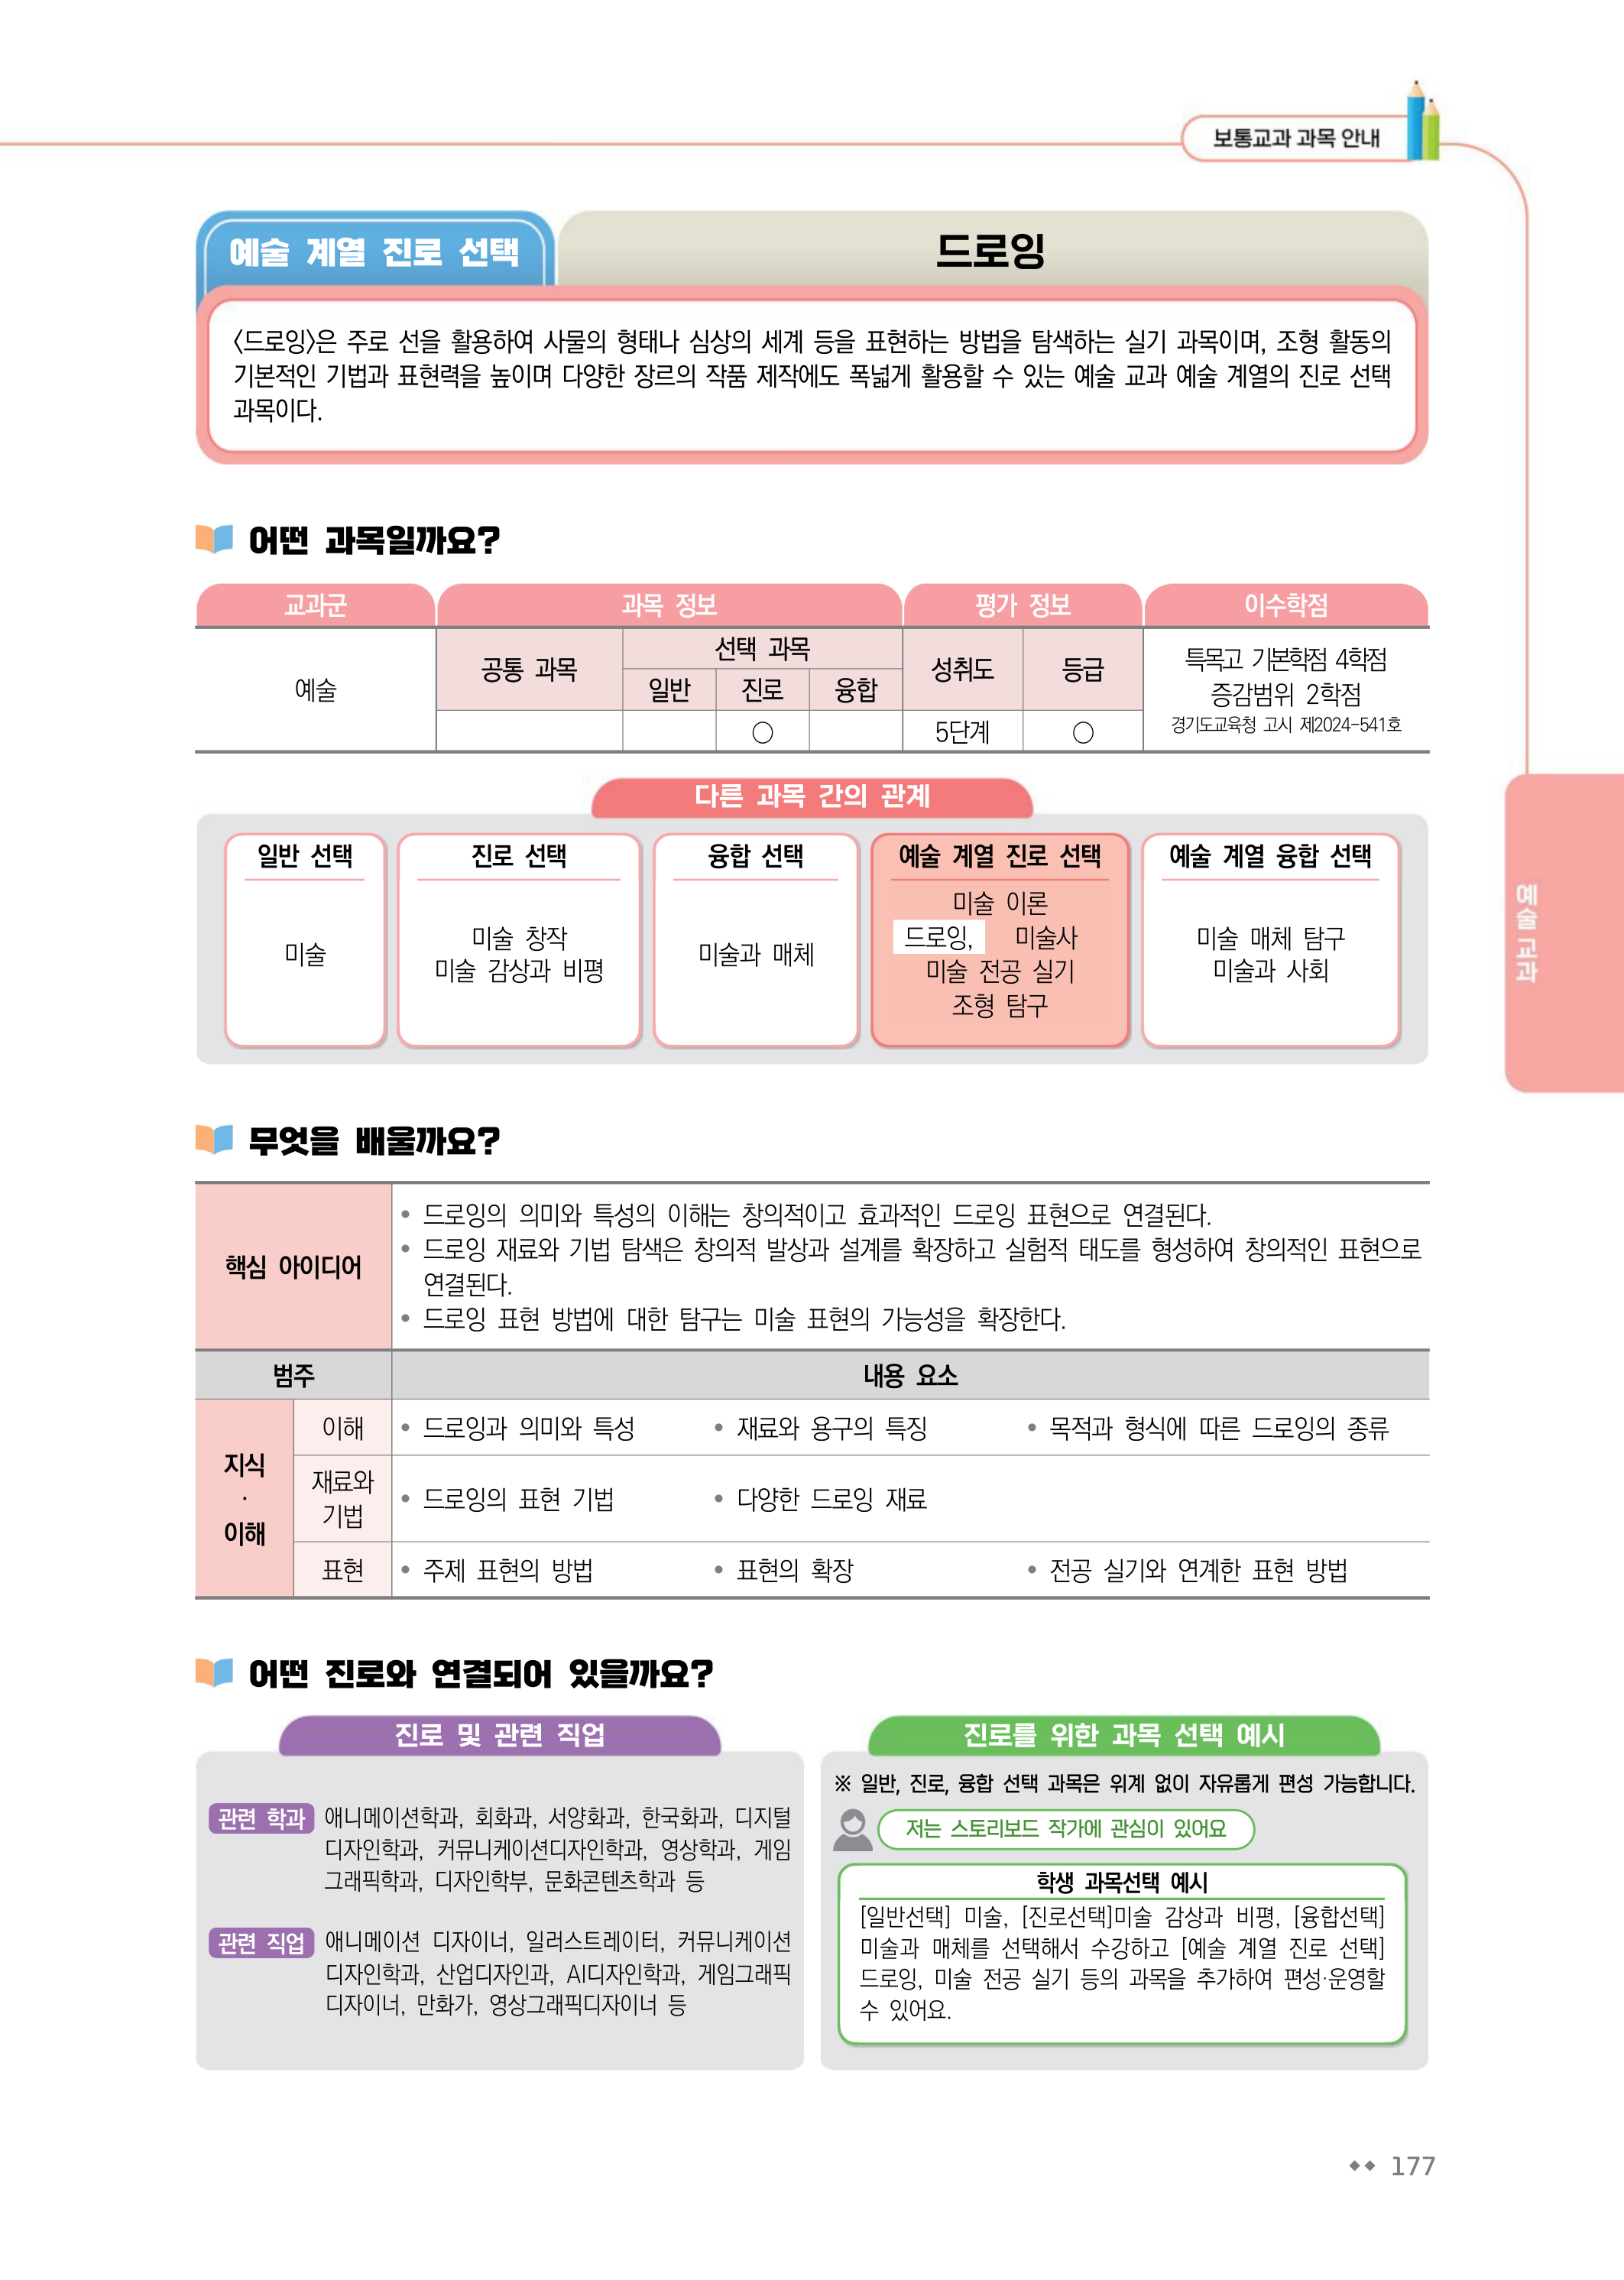 보통교과 과목 안내
예술 계열 진로 선택
드로잉
〈드로잉〉은 주로 선을 활용하여 사물의 형태나 심상의 세계 등을 표현하는 방법을 탐색하는 실기 과목이며, 조형 활동의
기본적인 기법과 표현력을 높이며 다양한 장르의 작품 제작에도 폭넓게 활용할 수 있는 예술 교과 예술 계열의 진로 선택
과목이다.
어떤 과목일까요?
교과군 과목 정보 평가 정보 이수학점
예술
공통 과목
선택 과목
일반 진로 융합
○
성취도 등급
5단계 ○
특목고 기본학점 4학점
증감범위 2학점
경기도교육청 고시 제2024-541호
다른 과목 간의 관계
일반 선택
미술
진로 선택
미술 창작
미술 감상과 비평
융합 선택
미술과 매체
예술 계열 진로 선택
미술 이론
드로잉, 미술사
미술 전공 실기
조형 탐구
예술 계열 융합 선택
미술 매체 탐구
미술과 사회
예술 교과
무엇을 배울까요?
핵심 아이디어
• 드로잉의 의미와 특성의 이해는 창의적이고 효과적인 드로잉 표현으로 연결된다.
• 드로잉 재료와 기법 탐색은 창의적 발상과 설계를 확장하고 실험적 태도를 형성하여 창의적인 표현으로
연결된다.
• 드로잉 표현 방법에 대한 탐구는 미술 표현의 가능성을 확장한다.
범주 내용 요소
지식
·
이해
이해 • 드로잉과 의미와 특성 • 재료와 용구의 특징 • 목적과 형식에 따른 드로잉의 종류
재료와
기법
• 드로잉의 표현 기법 • 다양한 드로잉 재료
표현 • 주제 표현의 방법 • 표현의 확장 • 전공 실기와 연계한 표현 방법
어떤 진로와 연결되어 있을까요?
진로 및 관련 직업
관련 학과 애니메이션학과, 회화과, 서양화과, 한국화과, 디지털
디자인학과, 커뮤니케이션디자인학과, 영상학과, 게임
그래픽학과, 디자인학부, 문화콘텐츠학과 등
관련 직업 애니메이션 디자이너, 일러스트레이터, 커뮤니케이션
디자인학과, 산업디자인과, AI디자인학과, 게임그래픽
디자이너, 만화가, 영상그래픽디자이너 등
진로를 위한 과목 선택 예시
※ 일반, 진로, 융합 선택 과목은 위계 없이 자유롭게 편성 가능합니다.
저는 스토리보드 작가에 관심이 있어요
학생 과목선택 예시
[일반선택] 미술, [진로선택]미술 감상과 비평, [융합선택]
미술과 매체를 선택해서 수강하고 [예술 계열 진로 선택]
드로잉, 미술 전공 실기 등의 과목을 추가하여 편성·운영할
수 있어요.
◆◆ 177